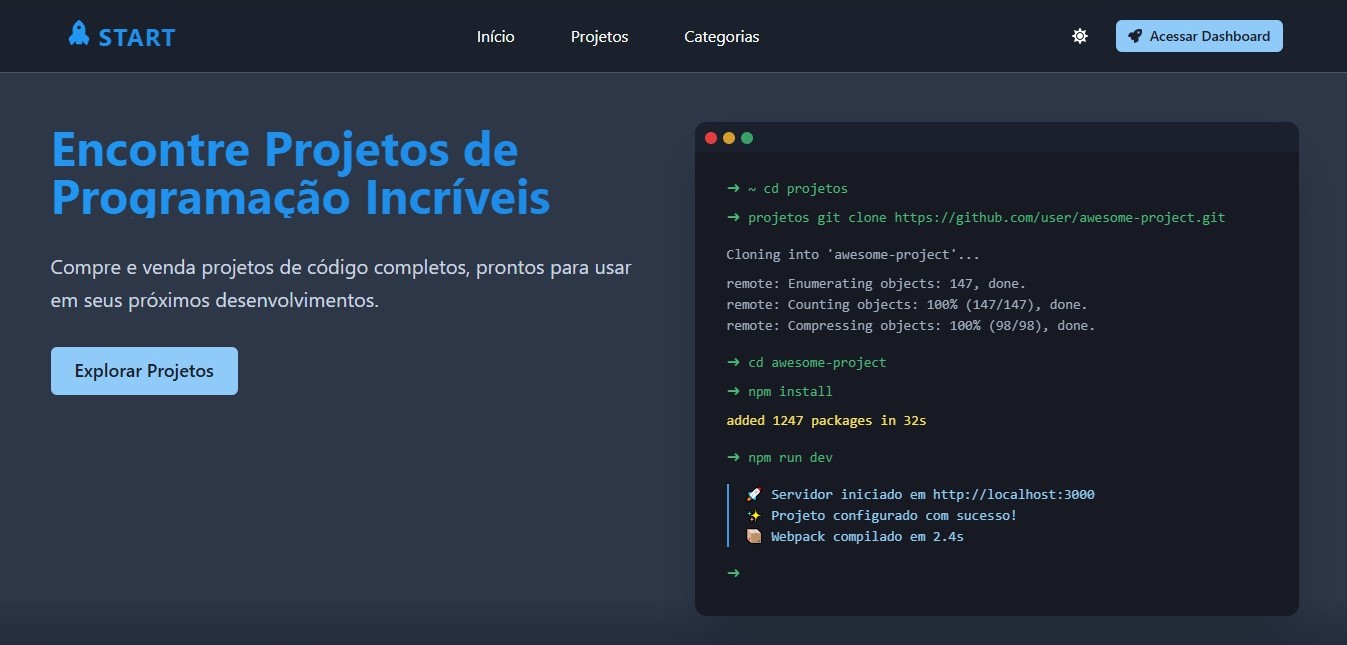 START
Início
Projetos
Categorias
Acessar Dashboard
Encontre Projetos de
Programação Incríveis
Compre e venda projetos de código completos, prontos para usar
em seus próximos desenvolvimentos.
Explorar Projetos
➜ ~ cd projetos
➜ projetos git clone https://github.com/user/awesome-project.git
Cloning into 'awesome-project'...
remote: Enumerating objects: 147, done.
remote: Counting objects: 100% (147/147), done.
remote: Compressing objects: 100% (98/98), done.
➜ cd awesome-project
➜ npm install
added 1247 packages in 32s
➜ npm run dev
🚀 Servidor iniciado em http://localhost:3000
✨ Projeto configurado com sucesso!
📦 Webpack compilado em 2.4s
➜